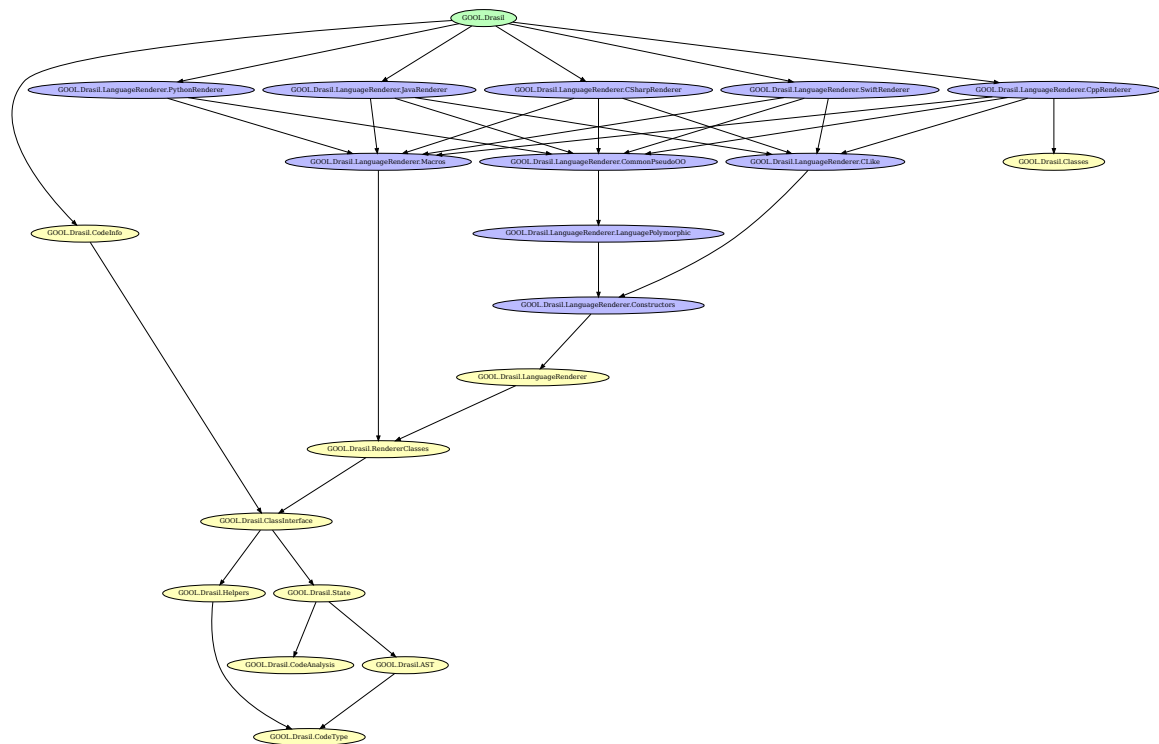 GOOL.Drasil
GOOL.Drasil.LanguageRenderer.PythonRenderer
GOOL.Drasil.LanguageRenderer.JavaRenderer
GOOL.Drasil.LanguageRenderer.CSharpRenderer
GOOL.Drasil.LanguageRenderer.SwiftRenderer
GOOL.Drasil.LanguageRenderer.CppRenderer
GOOL.Drasil.LanguageRenderer.Macros
GOOL.Drasil.LanguageRenderer.CommonPseudoOO
GOOL.Drasil.LanguageRenderer.CLike
GOOL.Drasil.Classes
GOOL.Drasil.CodeInfo
GOOL.Drasil.LanguageRenderer.LanguagePolymorphic
GOOL.Drasil.LanguageRenderer.Constructors
GOOL.Drasil.LanguageRenderer
GOOL.Drasil.RendererClasses
GOOL.Drasil.ClassInterface
GOOL.Drasil.Helpers
GOOL.Drasil.State
GOOL.Drasil.CodeAnalysis
GOOL.Drasil.AST
GOOL.Drasil.CodeType